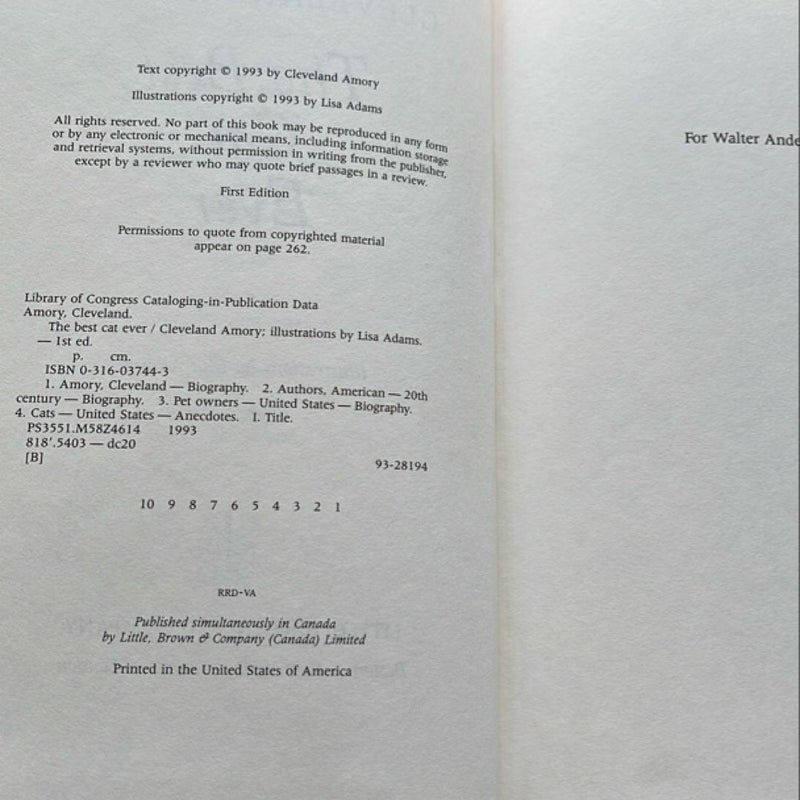 Text copyright © 1993 by Cleveland Amory
Illustrations copyright © 1993 by Lisa Adams
All rights reserved. No part of this book may be reproduced in any form
or by any electronic or mechanical means, including information storage
and retrieval systems, without permission in writing from the publisher,
except by a reviewer who may quote brief passages in a review.
First Edition
Permissions to quote from copyrighted material
appear on page 262.
Library of Congress Cataloging-in-Publication Data
Amory, Cleveland.
The best cat ever / Cleveland Amory; illustrations by Lisa Adams.
— 1st ed.
p. cm.
ISBN 0-316-03744-3
1. Amory, Cleveland — Biography. 2. Authors, American — 20th
century — Biography. 3. Pet owners — United States — Biography.
4. Cats — United States — Anecdotes. I. Title.
PS3551.M58Z4614 1993
818'.5403 — dc20
[B] 93-28194
10 9 8 7 6 5 4 3 2 1
RRD-VA
Published simultaneously in Canada
by Little, Brown & Company (Canada) Limited
Printed in the United States of America
For Walter Ande